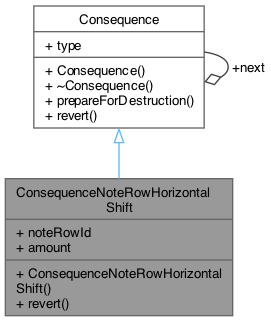 Consequence
+ type
+ Consequence()
+ ~Consequence()
+ prepareForDestruction()
+ revert()
+next
ConsequenceNoteRowHorizontal
Shift
+ noteRowId
+ amount
+ ConsequenceNoteRowHorizontal
Shift()
+ revert()